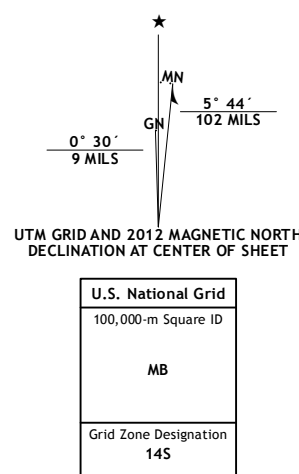 ★
MN
GN
5° 44´
102 MILS
0° 30´
9 MILS
UTM GRID AND 2012 MAGNETIC NORTH
DECLINATION AT CENTER OF SHEET
U.S. National Grid
100,000-m Square ID
MB
Grid Zone Designation
14S